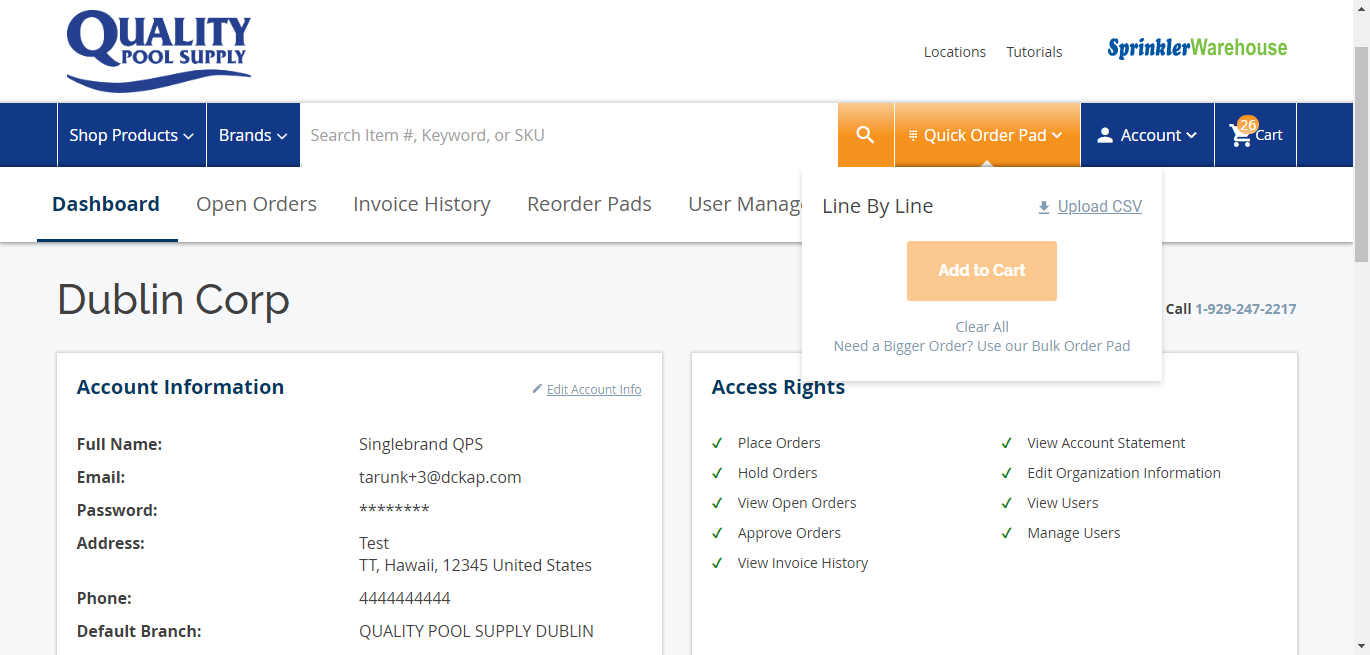 QUALITY
POOL SUPPLY
Locations Tutorials SprinklerWarehouse
Shop Products Brands Search Item #, Keyword, or SKU Quick Order Pad Account 26 Cart
Dashboard Open Orders Invoice History Reorder Pads User Manag
Line By Line Upload CSV
Add to Cart
Clear All
Need a Bigger Order? Use our Bulk Order Pad
Dublin Corp
Call 1-929-247-2217
Account Information Edit Account Info
Full Name: Singlebrand QPS
Email: tarunk+3@dckap.com
Password: ********
Address: Test
TT, Hawaii, 12345 United States
Phone: 4444444444
Default Branch: QUALITY POOL SUPPLY DUBLIN
Access Rights
Place Orders View Account Statement
Hold Orders Edit Organization Information
View Open Orders View Users
Approve Orders Manage Users
View Invoice History